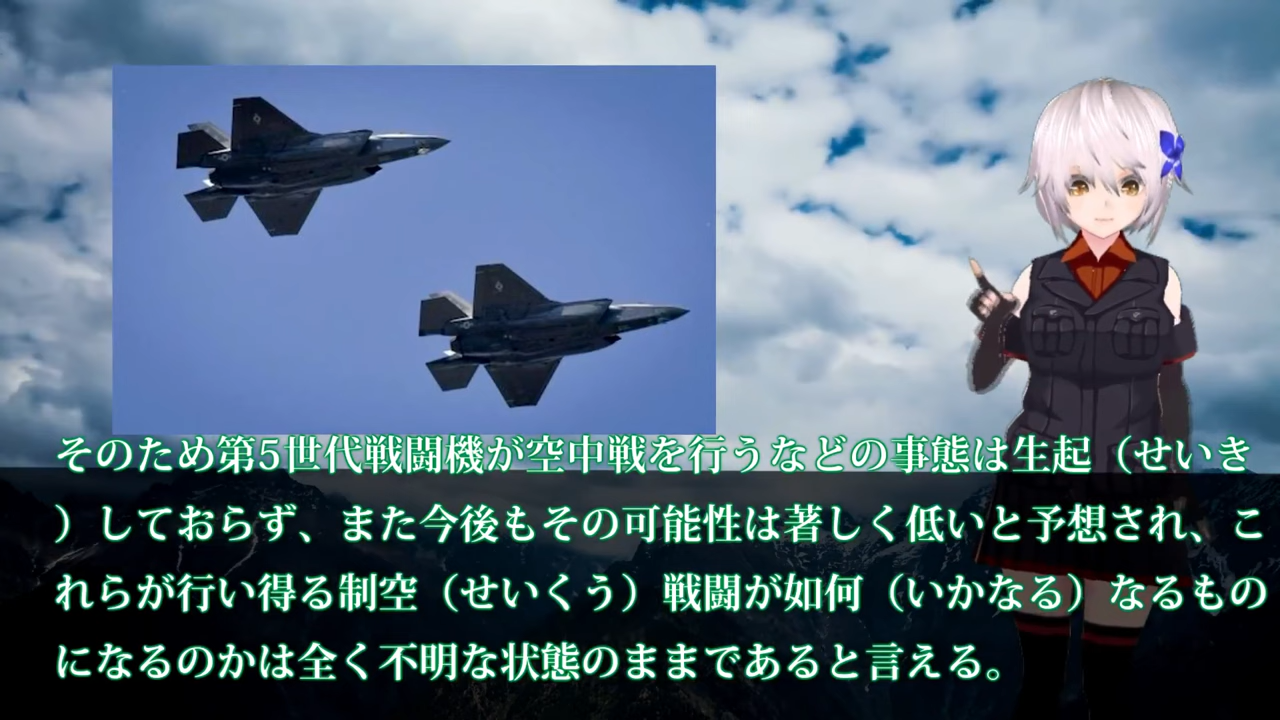 そのため第5世代戦闘機が空中戦を行うなどの事態は生起（せいき
）しておらず、また今後もその可能性は著しく低いと予想され、こ
れらが行い得る制空（せいくう）戦闘が如何（いかなる）なるもの
になるのかは全く不明な状態のままであると言える。